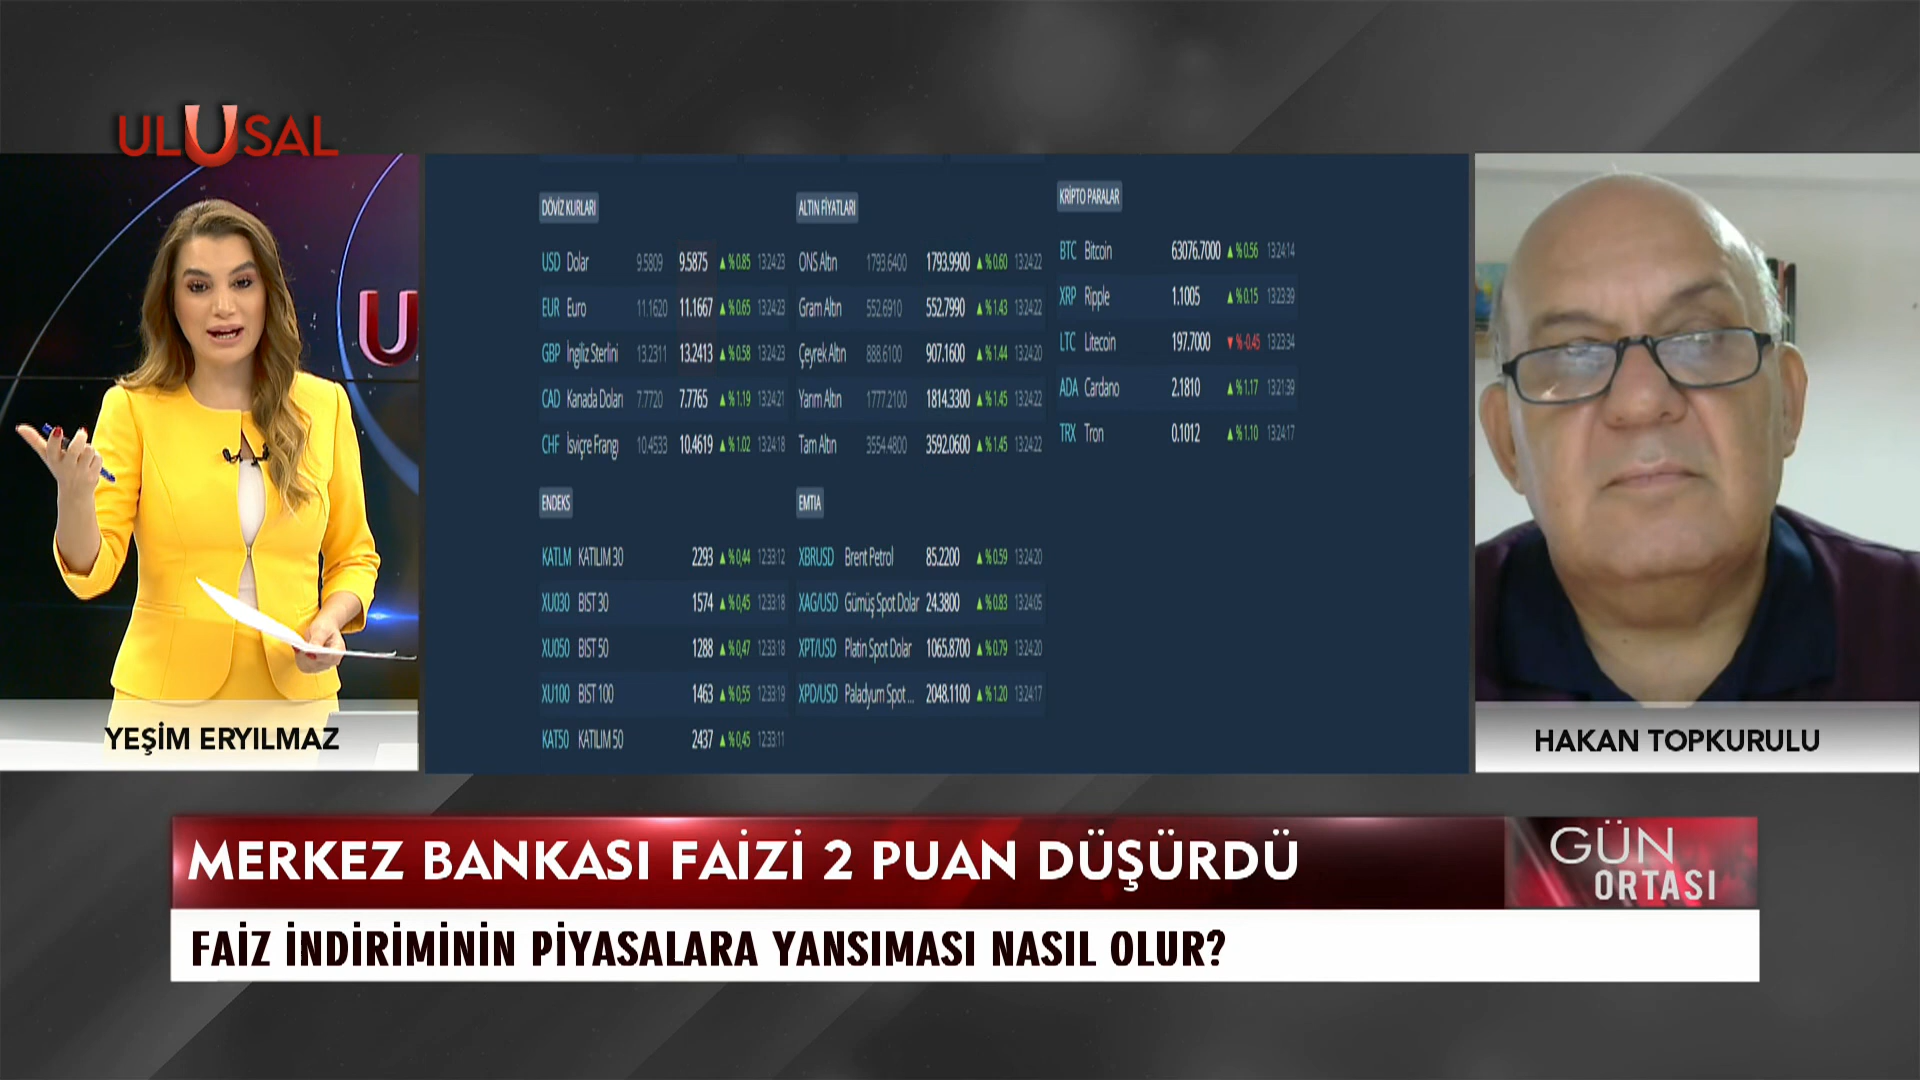 ULUSAL
U
DÖVİZ KURLARI
USD Dolar 9.5809 9.5875 ▲ % 0.85 13:24:23
EUR Euro 11.1620 11.1667 ▲ % 0.65 13:24:23
GBP İngiliz Sterlini 13.2311 13.2413 ▲ % 0.58 13:24:23
CAD Kanada Doları 7.7720 7.7765 ▲ % 1.19 13:24:21
CHF İsviçre Frangı 10.4533 10.4619 ▲ % 1.02 13:24:18
ALTIN FİYATLARI
ONS Altın 1793.6400 1793.9900 ▲ % 0.60 13:24:22
Gram Altın 552.6910 552.7990 ▲ % 1.43 13:24:22
Çeyrek Altın 888.6100 907.1600 ▲ % 1.44 13:24:20
Yarım Altın 1777.2100 1814.3300 ▲ % 1.45 13:24:22
Tam Altın 3554.4800 3592.0600 ▲ % 1.45 13:24:22
KRİPTO PARALAR
BTC Bitcoin 63076.7000 ▲ % 0.56 13:24:14
XRP Ripple 1.1005 ▲ % 0.15 13:23:39
LTC Litecoin 197.7000 ▼ % -0.45 13:23:34
ADA Cardano 2.1810 ▲ % 1.17 13:21:39
TRX Tron 0.1012 ▲ % 1.10 13:24:17
ENDEKS
KATLM KATILIM 30 2293 ▲ % 0,44 12:33:12
XU030 BIST 30 1574 ▲ % 0,45 12:33:18
XU050 BIST 50 1288 ▲ % 0,47 12:33:18
XU100 BIST 100 1463 ▲ % 0,55 12:33:19
KAT50 KATILIM 50 2437 ▲ % 0,45 12:33:11
EMTİA
XBRUSD Brent Petrol 85.2200 ▲ % 0.59 13:24:20
XAG/USD Gümüş Spot Dolar 24.3800 ▲ % 0.83 13:24:05
XPT/USD Platin Spot Dolar 1065.8700 ▲ % 0.79 13:24:20
XPD/USD Paladyum Spot ... 2048.1100 ▲ % 1.20 13:24:17
YEŞİM ERYILMAZ
HAKAN TOPKURULU
MERKEZ BANKASI FAİZİ 2 PUAN DÜŞÜRDÜ
GÜN
ORTASI
FAİZ İNDİRİMİNİN PİYASALARA YANSIMASI NASIL OLUR?